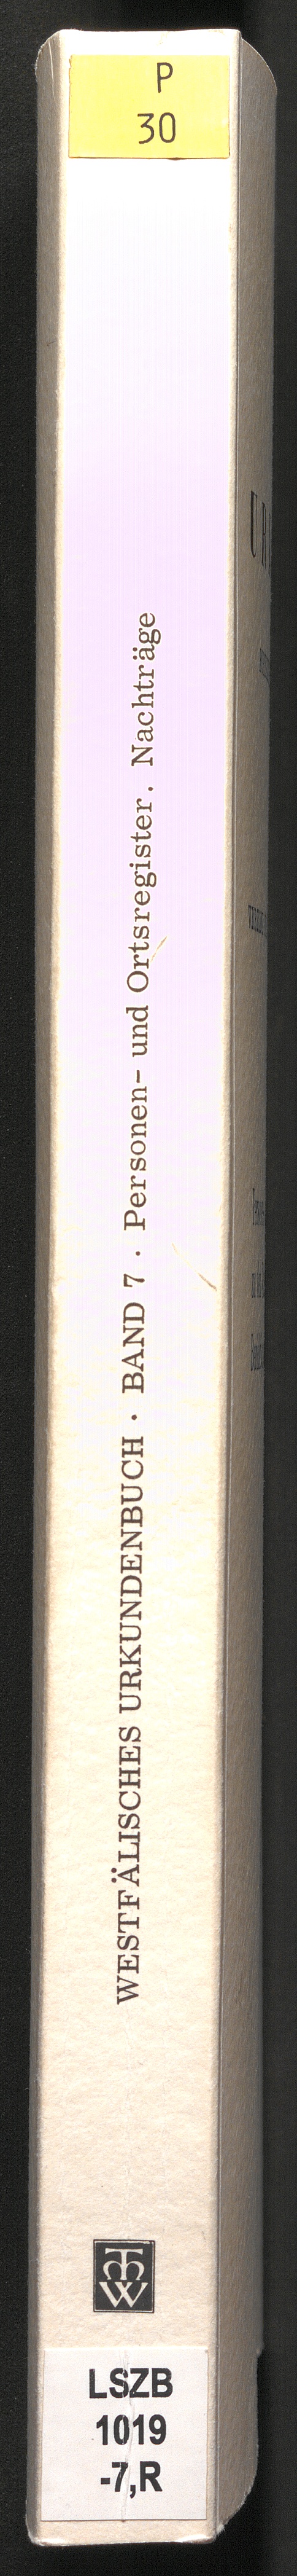 P
30
WESTFÄLISCHES URKUNDENBUCH · BAND 7 · Personen- und Ortsregister. Nachträge
LSZB
1019
-7,R